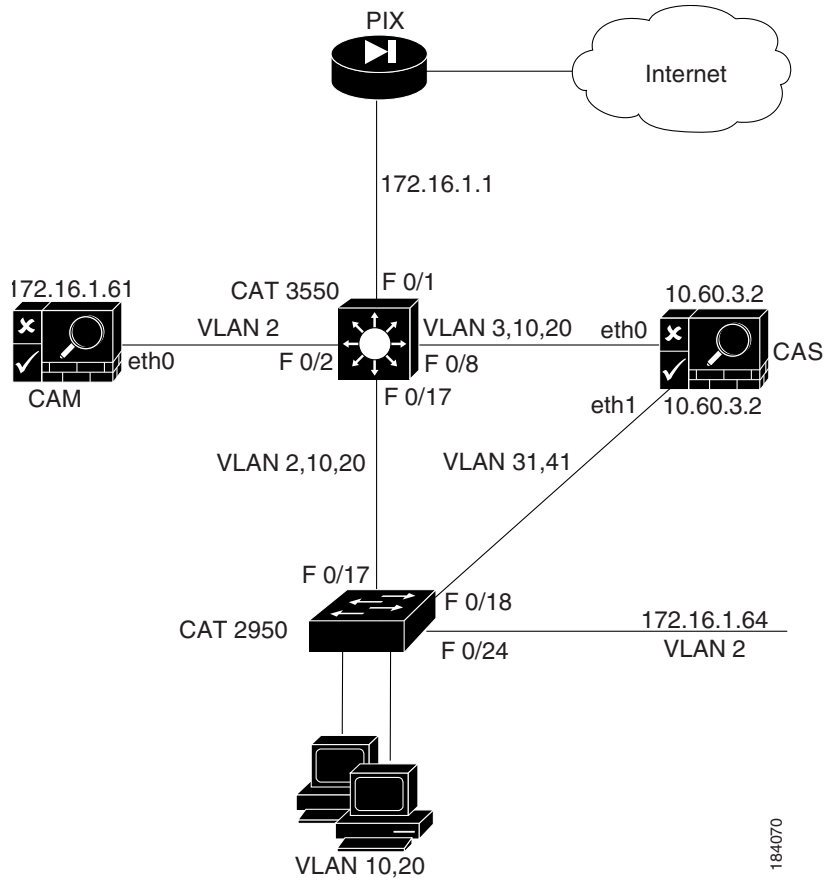 PIX
Internet
172.16.1.1
172.16.1.61
CAT 3550
F 0/1
10.60.3.2
VLAN 2
VLAN 3,10,20
eth0
eth0
F 0/2
F 0/8
CAS
CAM
F 0/17
eth1
10.60.3.2
VLAN 2,10,20
VLAN 31,41
F 0/17
F 0/18
CAT 2950
172.16.1.64
F 0/24
VLAN 2
VLAN 10,20
184070